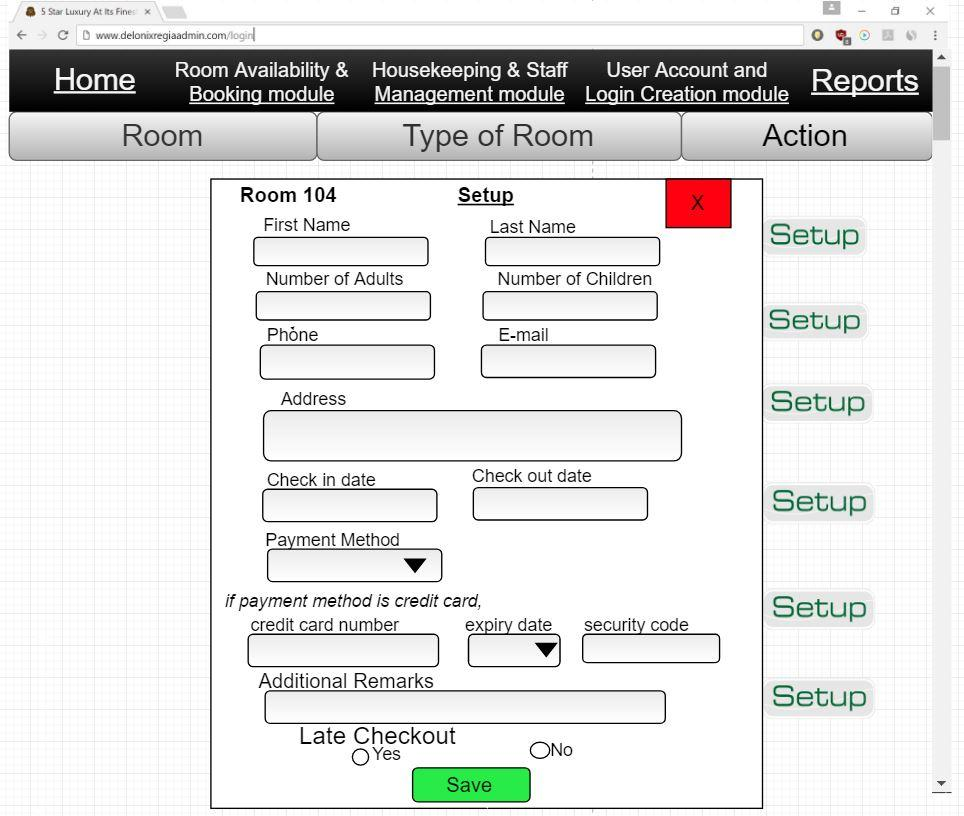 5 Star Luxury At Its Fines
www.delonixregiaadmin.com/login
Home
Room Availability &
Booking module
Housekeeping & Staff
Management module
User Account and
Login Creation module
Reports
Room
Type of Room
Action
Room 104
Setup
X
First Name
Last Name
Setup
Number of Adults
Number of Children
Setup
Phone
E-mail
Address
Setup
Check in date
Check out date
Setup
Payment Method
if payment method is credit card,
Setup
credit card number
expiry date
security code
Additional Remarks
Setup
Late Checkout
Yes
No
Save